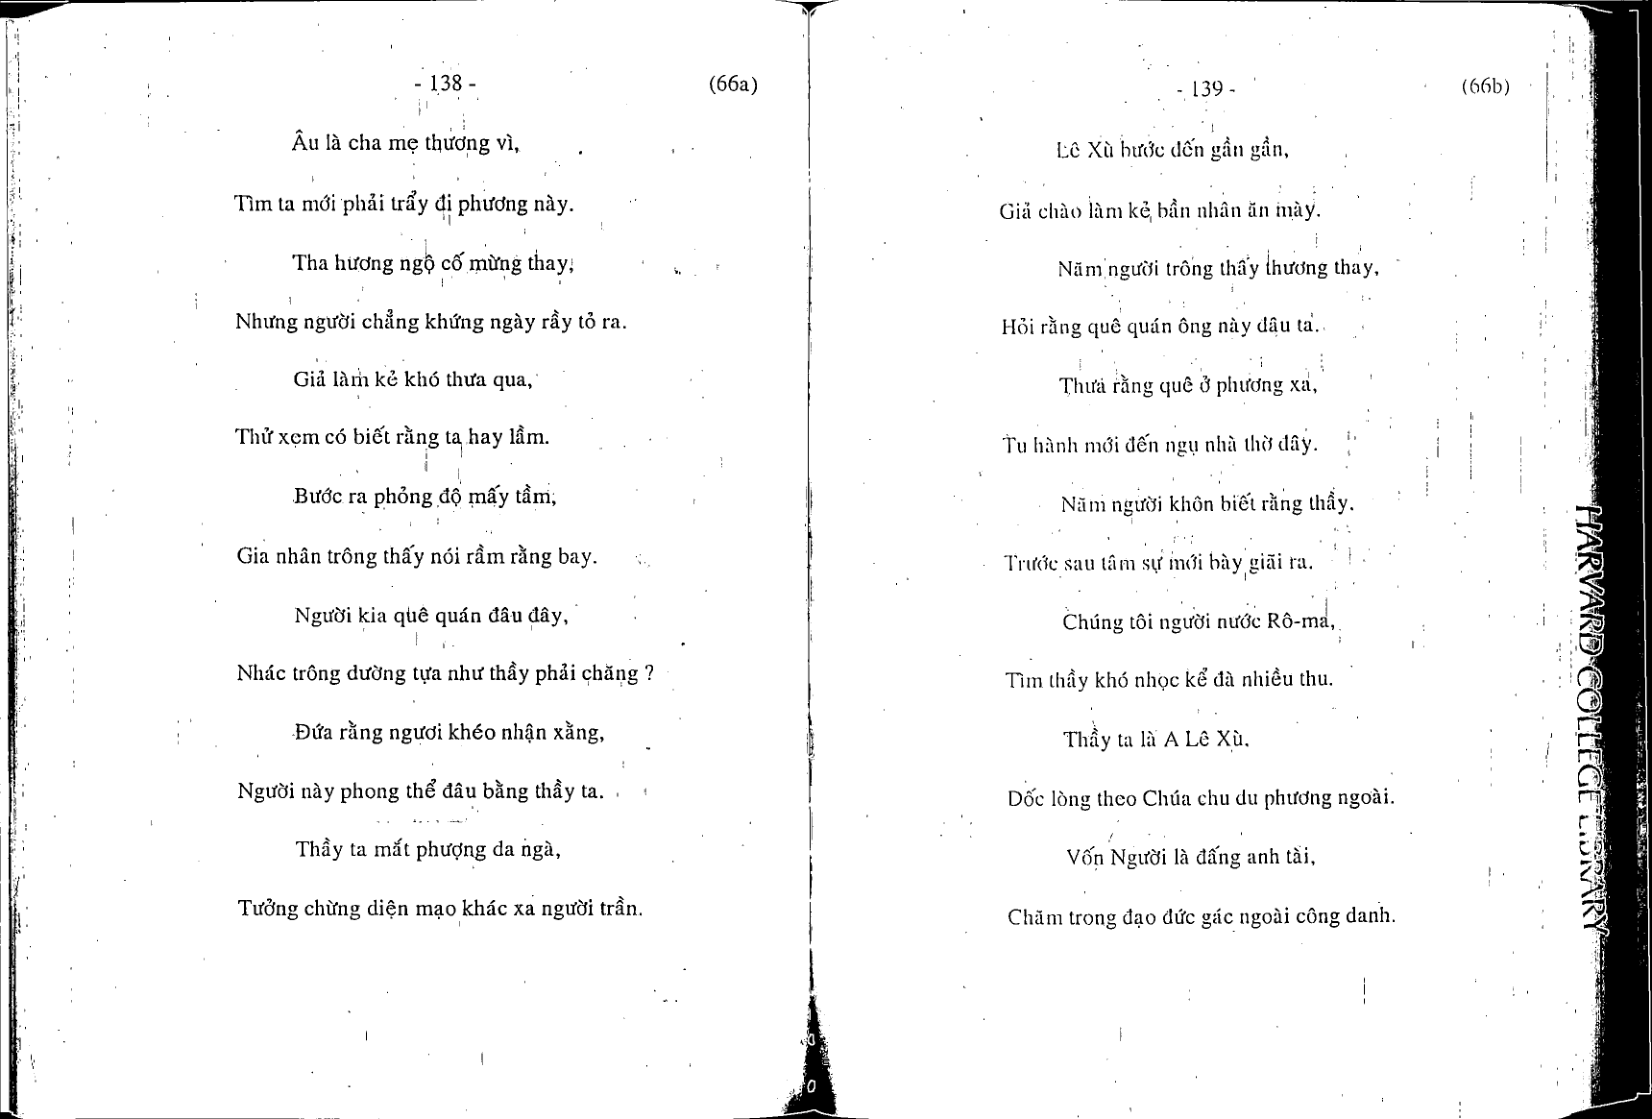 - 138 -
(66a)
Âu là cha mẹ thương vì,
Tìm ta mới phải trẩy đi phương này.
Tha hương ngộ cố mừng thay,
Nhưng người chẳng khứng ngày rầy tỏ ra.
Giả làm kẻ khó thưa qua,
Thử xem có biết rằng ta hay lầm.
Bước ra phỏng độ mấy tầm,
Gia nhân trông thấy nói rầm rằng bay.
Người kia quê quán đâu đây,
Nhác trông dường tựa như thầy phải chăng ?
Đứa rằng ngươi khéo nhận xằng,
Người này phong thể đâu bằng thầy ta.
Thầy ta mắt phượng da ngà,
Tưởng chừng diện mạo khác xa người trần.
- 139 -
(66b)
Lê Xù bước đến gần gần,
Giả chào làm kẻ bần nhân ăn mày.
Năm người trông thấy thương thay,
Hỏi rằng quê quán ông này đâu ta.
Thưa rằng quê ở phương xa,
Tu hành mới đến ngụ nhà thờ đây.
Năm người khôn biết rằng thầy.
Trước sau tâm sự mới bày giãi ra.
Chúng tôi người nước Rô-ma,
Tìm thầy khó nhọc kể đà nhiều thu.
Thầy ta là A Lê Xù,
Dốc lòng theo Chúa chu du phương ngoài.
Vốn Người là đấng anh tài,
Chăm trong đạo đức gác ngoài công danh.
HARVARD COLLEGE LIBRARY